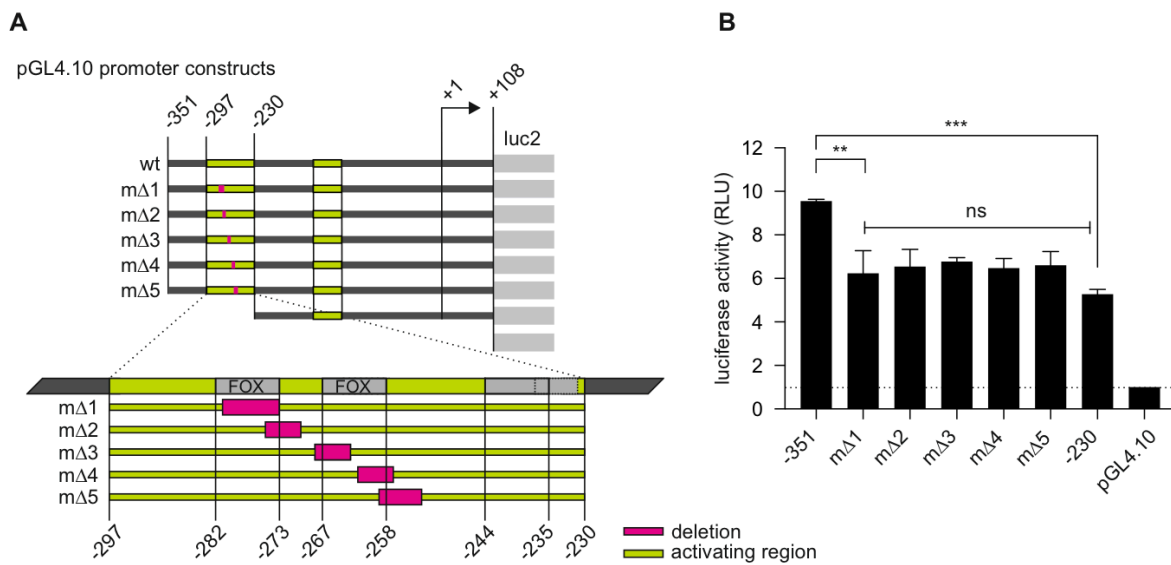 A
pGL4.10 promoter constructs
-351
-297
-230
+1
+108
luc2
wt
mΔ1
mΔ2
mΔ3
mΔ4
mΔ5
FOX FOX
mΔ1
mΔ2
mΔ3
mΔ4
mΔ5
-297
-282
-273
-267
-258
-244
-235
-230
deletion
activating region
B
luciferase activity (RLU)
12
10
8
6
4
2
0
***
**
ns
-351
mΔ1
mΔ2
mΔ3
mΔ4
mΔ5
-230
pGL4.10